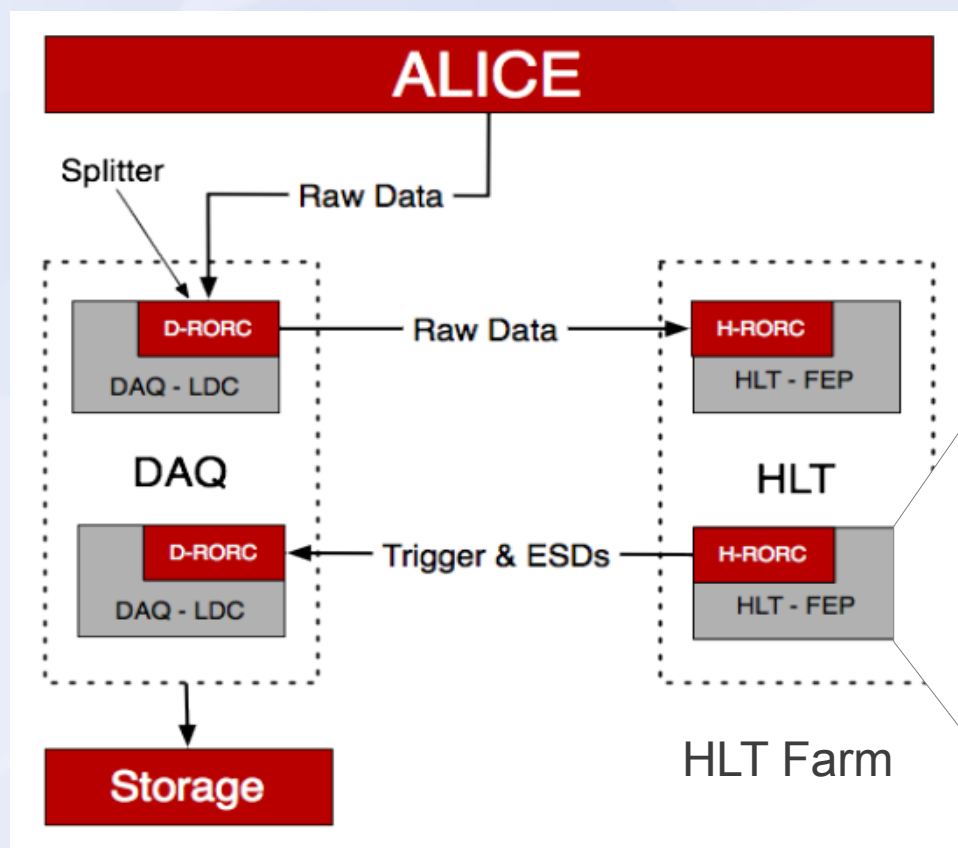 ALICE
Splitter
Raw Data
D-RORC
DAQ - LDC
Raw Data
H-RORC
HLT - FEP
DAQ
HLT
D-RORC
DAQ - LDC
Trigger & ESDs
H-RORC
HLT - FEP
Storage
HLT Farm